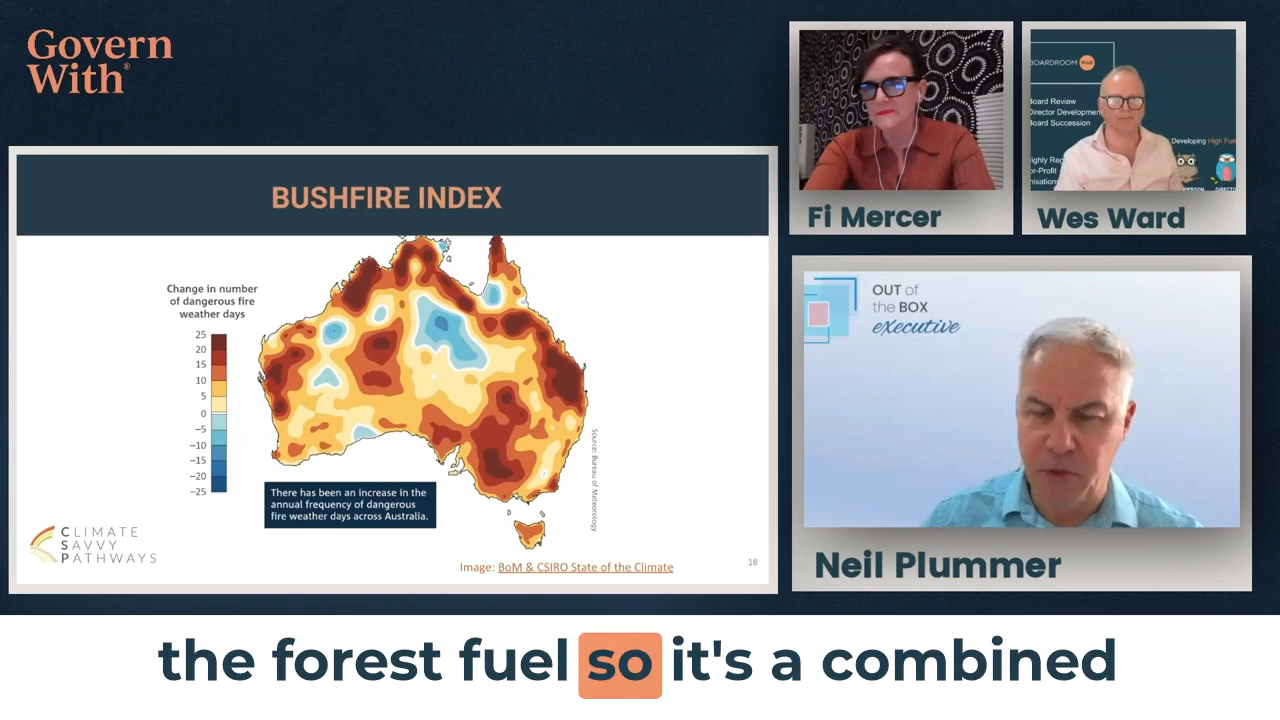 Govern
With®
BUSHFIRE INDEX
Change in number
of dangerous fire
weather days
25
20
15
10
5
0
−5
−10
−15
−20
−25
There has been an increase in the
annual frequency of dangerous
fire weather days across Australia.
Source: Bureau of Meteorology
CLIMATE
SAVVY
PATHWAYS
Image: BoM & CSIRO State of the Climate
18
BOARDROOM PLUS
Board Review
Director Developmen
Board Succession
Developing High Fun
Fi Mercer
Wes Ward
OUT of
the BOX
executive
Neil Plummer
the forest fuel so it's a combined